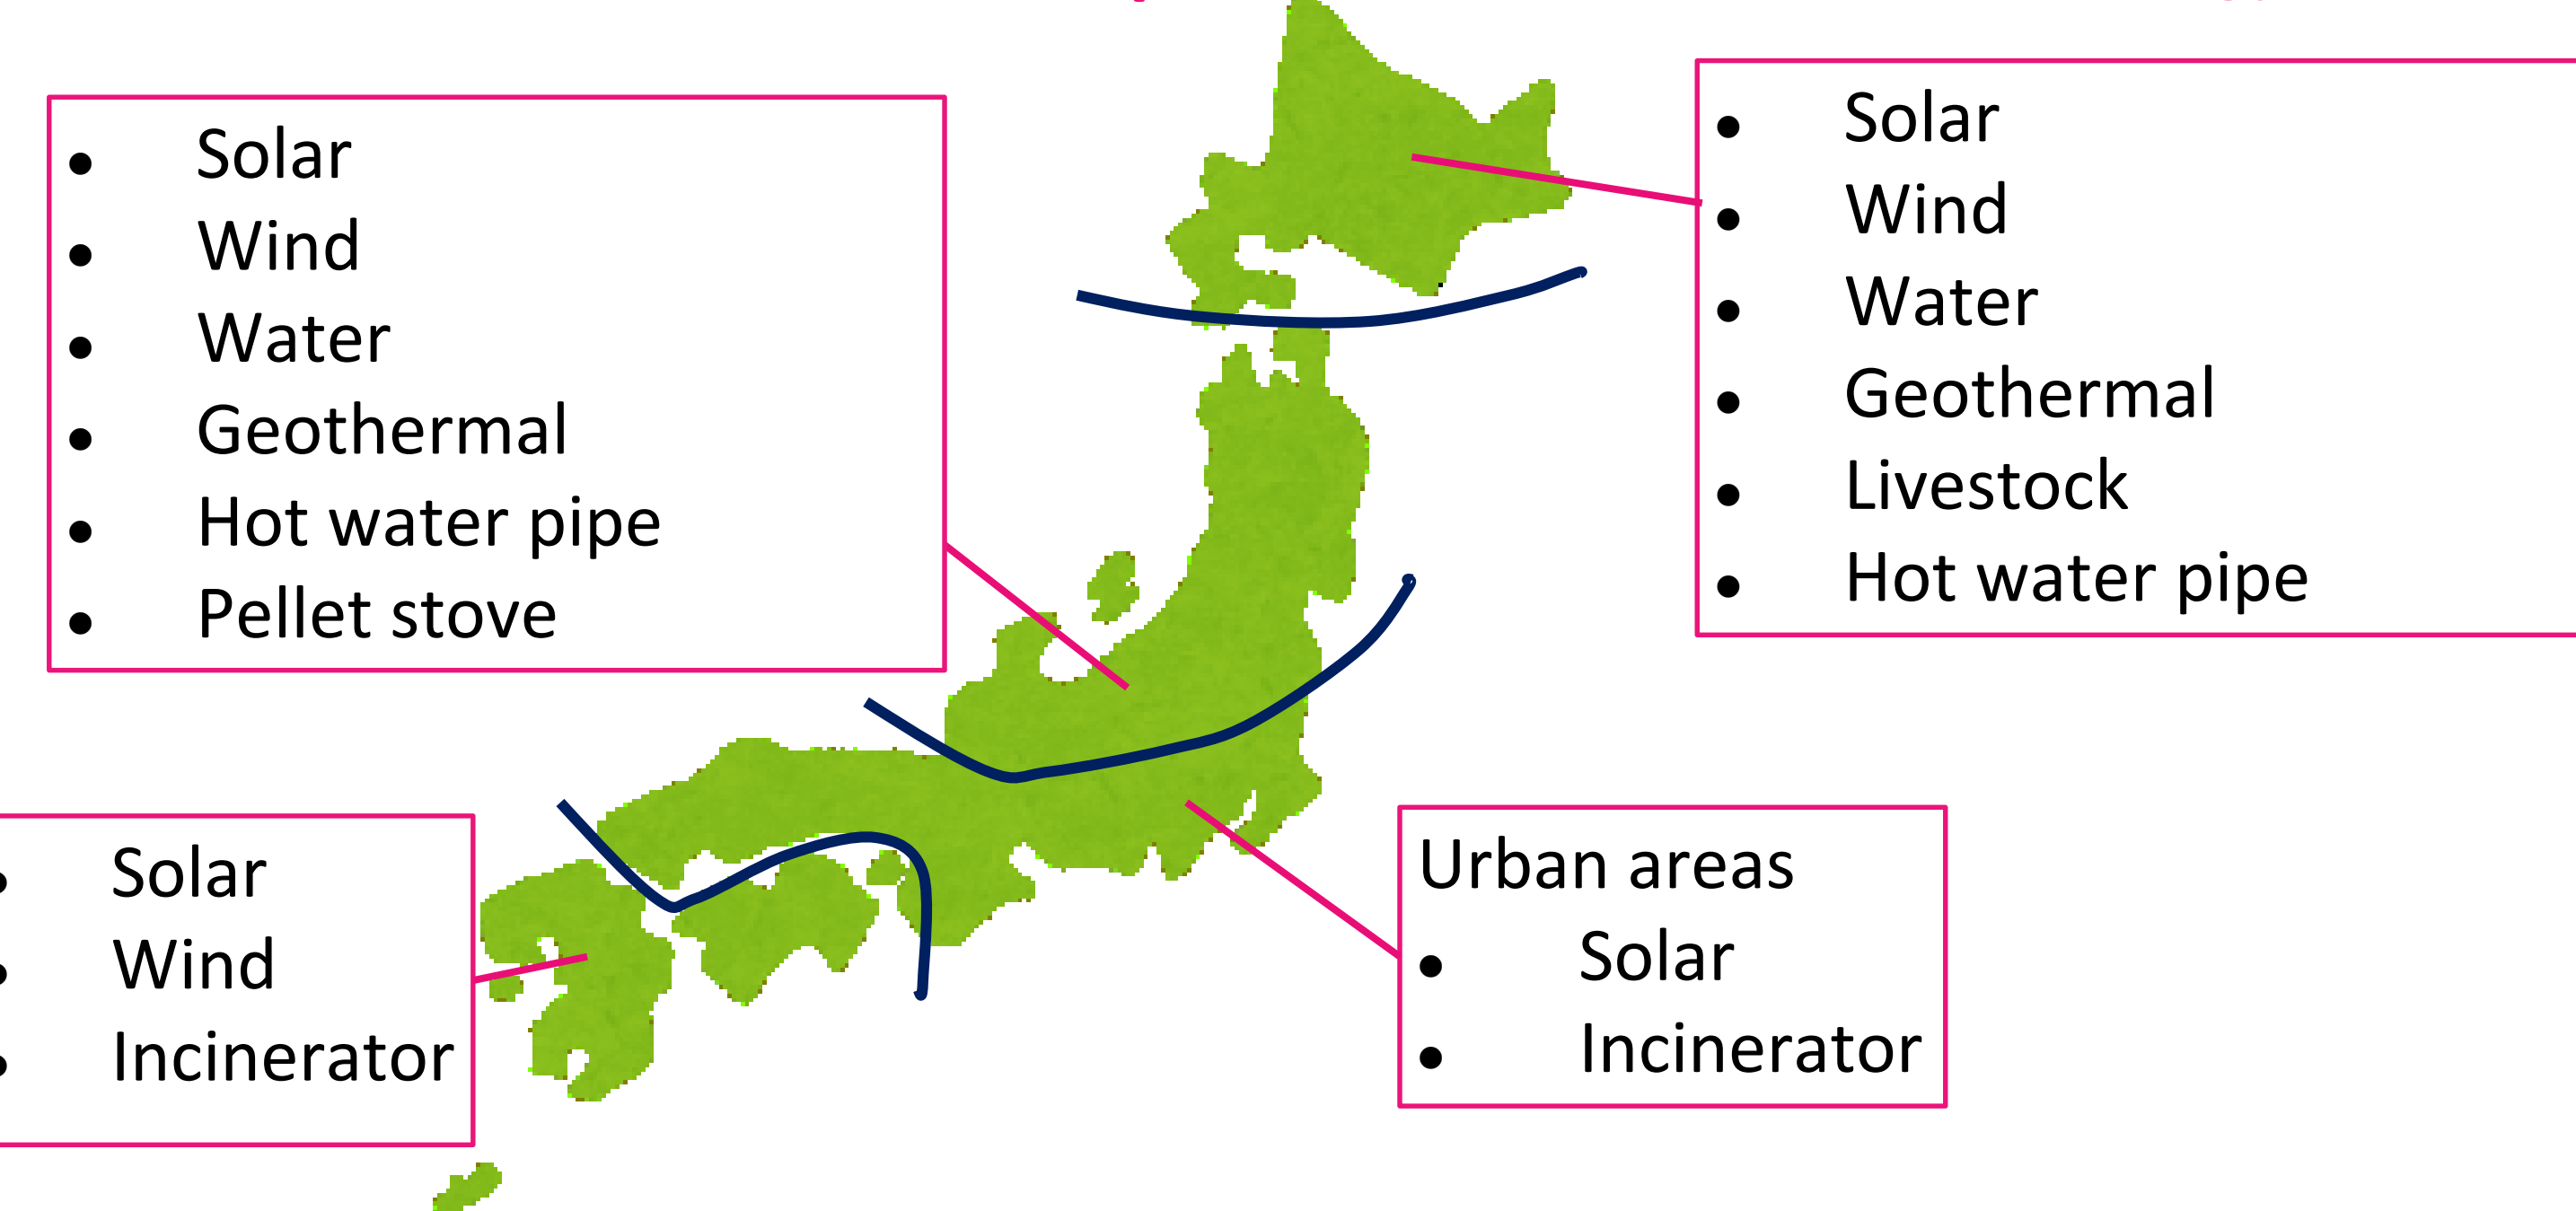 • Solar
• Wind
• Water
• Geothermal
• Hot water pipe
• Pellet stove
• Solar
• Wind
• Water
• Geothermal
• Livestock
• Hot water pipe
• Solar
• Wind
• Incinerator
Urban areas
• Solar
• Incinerator